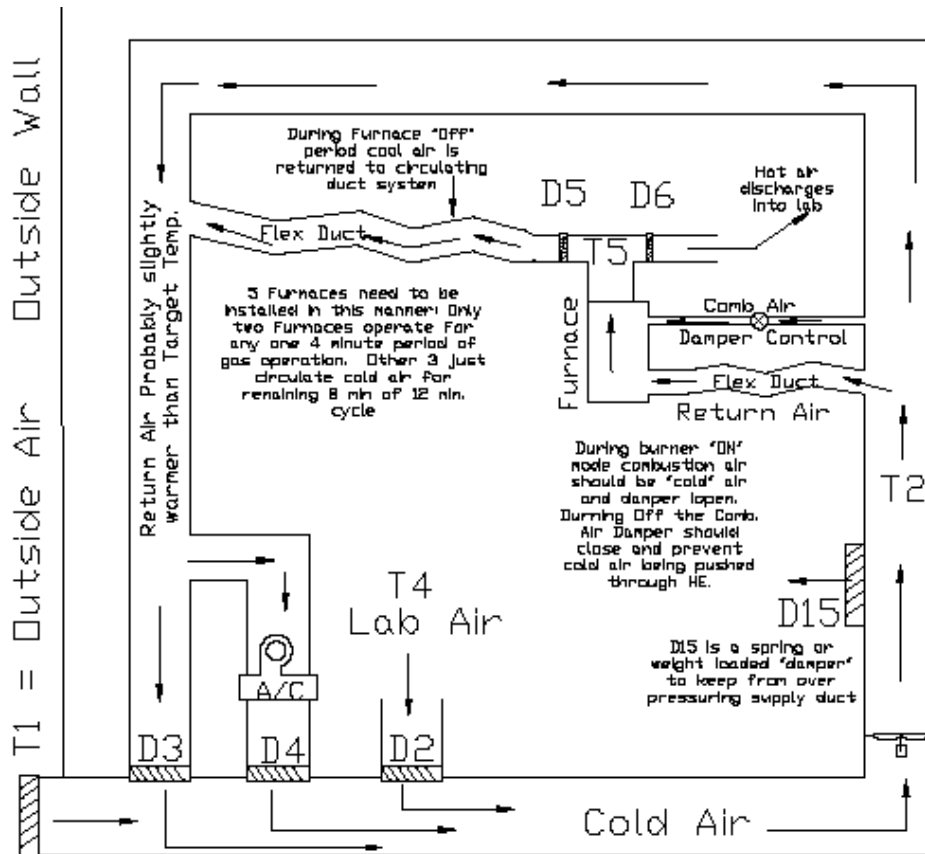 T1 = Outside Air   Outside Wall
Return Air Probably slightly
warmer than Target Temp.
During Furnace "Off"
period cool air is
returned to circulating
duct system
D5
D6
Hot air
discharges
into lab
Flex Duct
T5
5 Furnaces need to be
installed in this manner: Only
two Furnaces operate for
any one 4 minute period of
gas operation. Other 3 just
circulate cold air for
remaining 8 min of 12 min.
cycle
Furnace
Comb Air
Damper Control
Flex Duct
Return Air
T2
During burner "ON"
mode combustion air
should be "cold" air
and damper lopen.
Durning Off the Comb.
Air Damper should
close and prevent
cold air being pushed
through HE.
D15
D15 is a spring or
weight loaded "damper"
to keep from over
pressuring supply duct
T4
Lab Air
A/C
D3
D4
D2
Cold Air